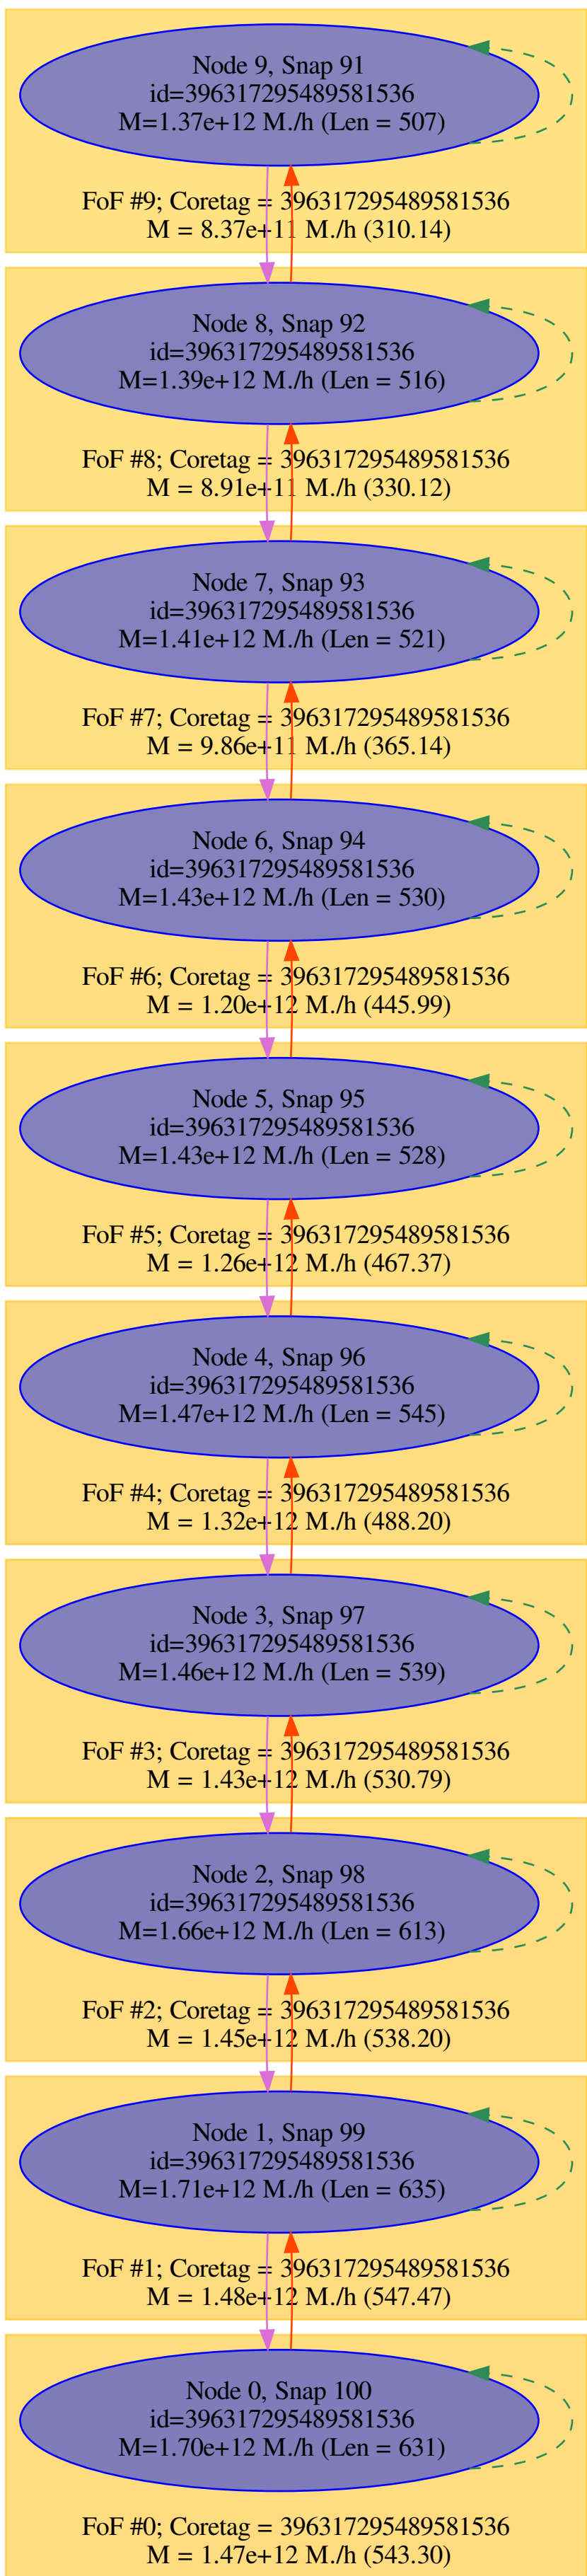 Node 9, Snap 91
id=396317295489581536
M=1.37e+12 M./h (Len = 507)
FoF #9; Coretag = 396317295489581536
M = 8.37e+11 M./h (310.14)
Node 8, Snap 92
id=396317295489581536
M=1.39e+12 M./h (Len = 516)
FoF #8; Coretag = 396317295489581536
M = 8.91e+11 M./h (330.12)
Node 7, Snap 93
id=396317295489581536
M=1.41e+12 M./h (Len = 521)
FoF #7; Coretag = 396317295489581536
M = 9.86e+11 M./h (365.14)
Node 6, Snap 94
id=396317295489581536
M=1.43e+12 M./h (Len = 530)
FoF #6; Coretag = 396317295489581536
M = 1.20e+12 M./h (445.99)
Node 5, Snap 95
id=396317295489581536
M=1.43e+12 M./h (Len = 528)
FoF #5; Coretag = 396317295489581536
M = 1.26e+12 M./h (467.37)
Node 4, Snap 96
id=396317295489581536
M=1.47e+12 M./h (Len = 545)
FoF #4; Coretag = 396317295489581536
M = 1.32e+12 M./h (488.20)
Node 3, Snap 97
id=396317295489581536
M=1.46e+12 M./h (Len = 539)
FoF #3; Coretag = 396317295489581536
M = 1.43e+12 M./h (530.79)
Node 2, Snap 98
id=396317295489581536
M=1.66e+12 M./h (Len = 613)
FoF #2; Coretag = 396317295489581536
M = 1.45e+12 M./h (538.20)
Node 1, Snap 99
id=396317295489581536
M=1.71e+12 M./h (Len = 635)
FoF #1; Coretag = 396317295489581536
M = 1.48e+12 M./h (547.47)
Node 0, Snap 100
id=396317295489581536
M=1.70e+12 M./h (Len = 631)
FoF #0; Coretag = 396317295489581536
M = 1.47e+12 M./h (543.30)